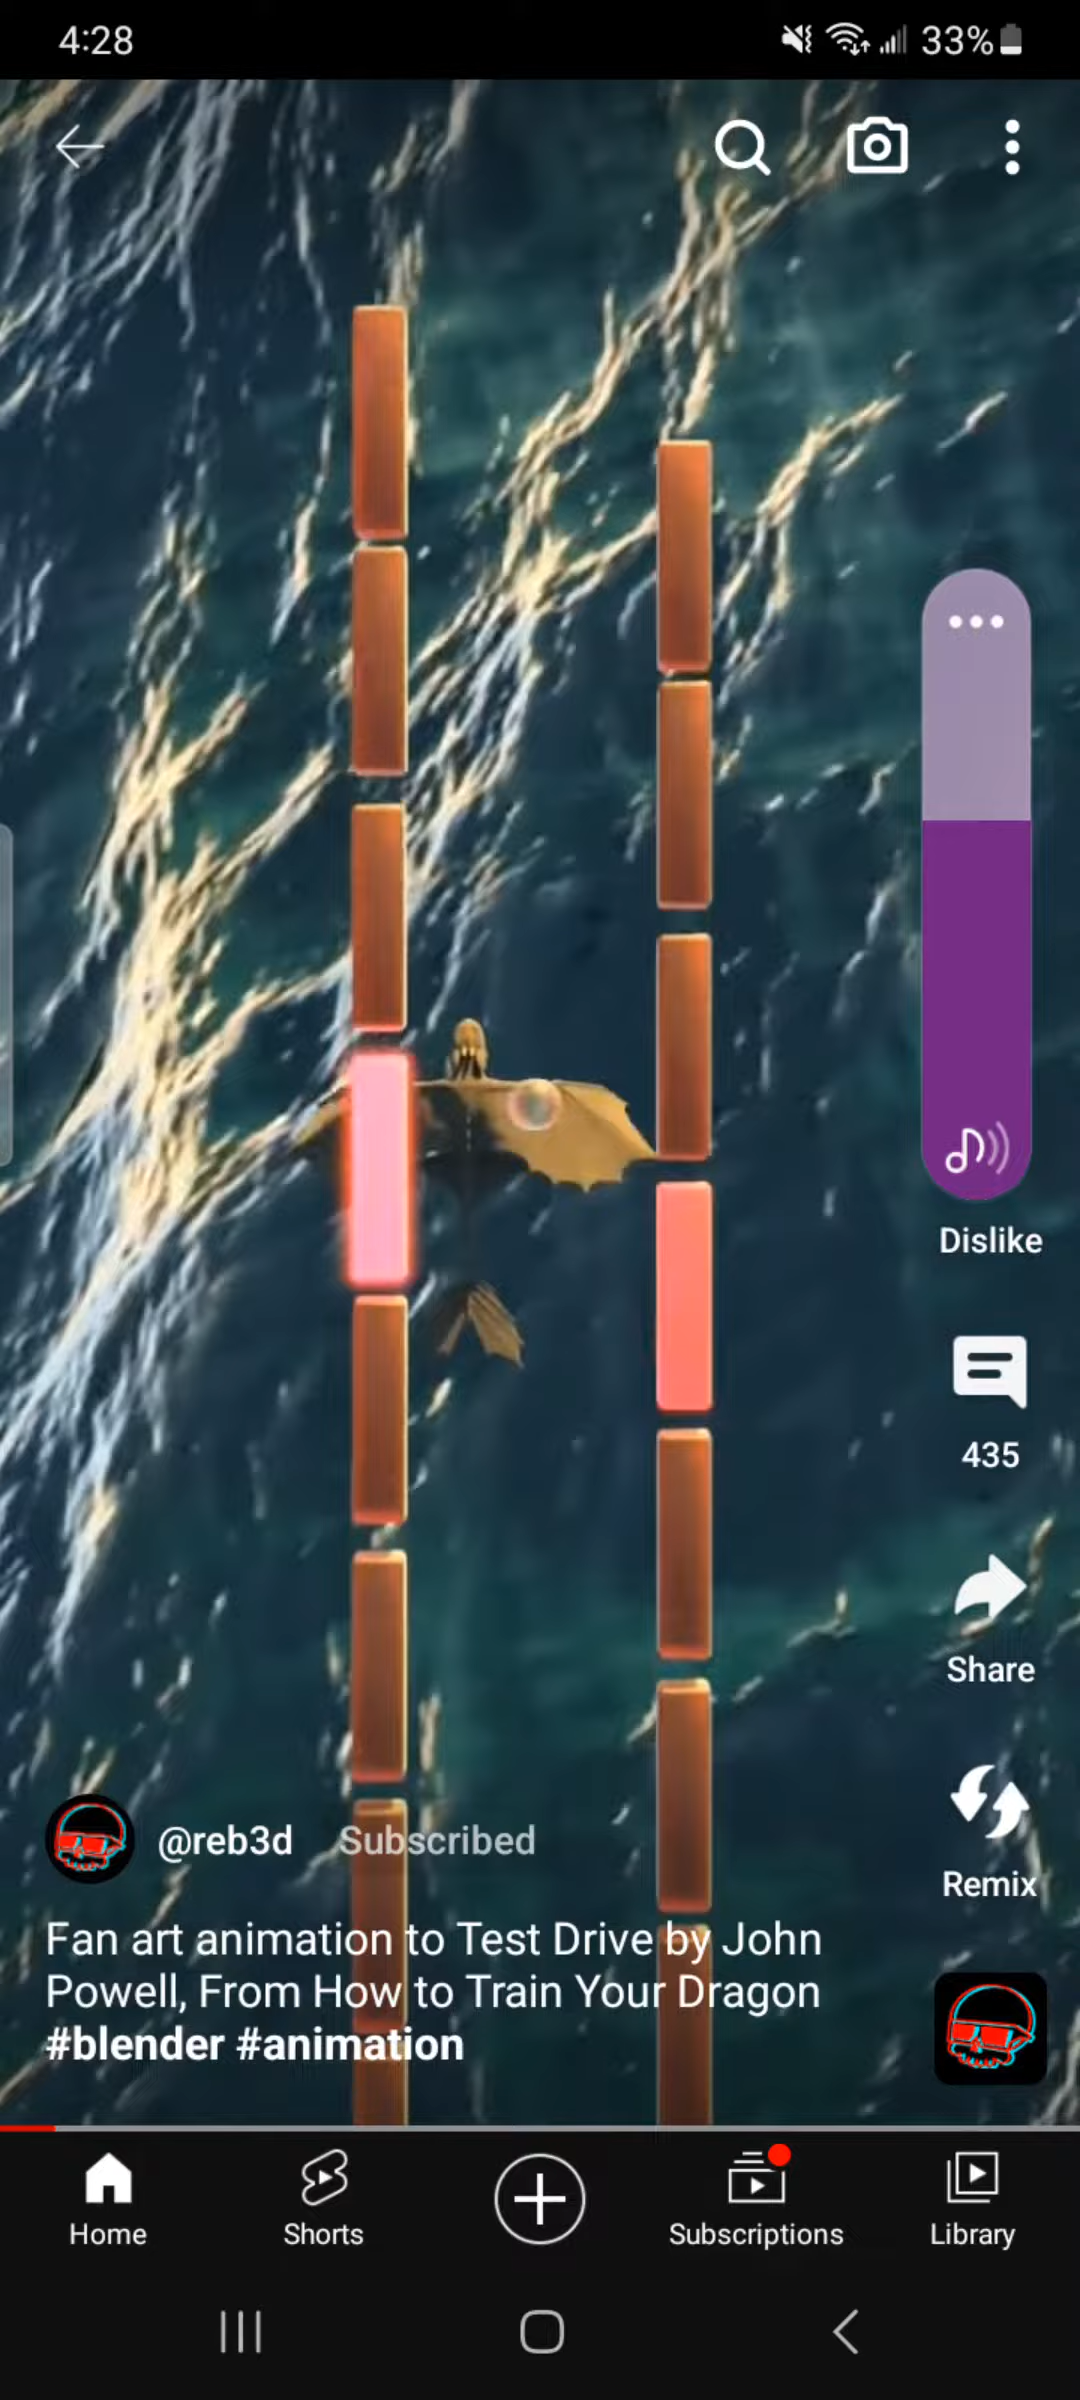 4:28
33%
Dislike
435
Share
Remix
@reb3d Subscribed
Fan art animation to Test Drive by John
Powell, From How to Train Your Dragon
#blender #animation
Home
Shorts
Subscriptions
Library